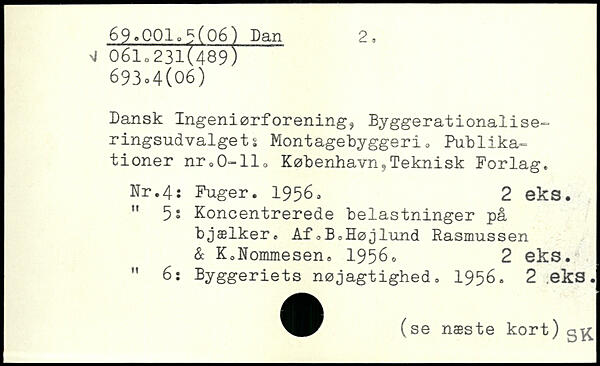 69.001.5(06) Dan 2.
√ 061.231(489)
693.4(06)
Dansk Ingeniørforening, Byggerationalise-
ringsudvalget: Montagebyggeri. Publika-
tioner nr.0-11. København,Teknisk Forlag.
Nr.4: Fuger. 1956. 2 eks.
" 5: Koncentrerede belastninger på
bjælker. Af.B.Højlund Rasmussen
& K.Nommesen. 1956. 2 eks.
" 6: Byggeriets nøjagtighed. 1956. 2 eks.
(se næste kort) SK